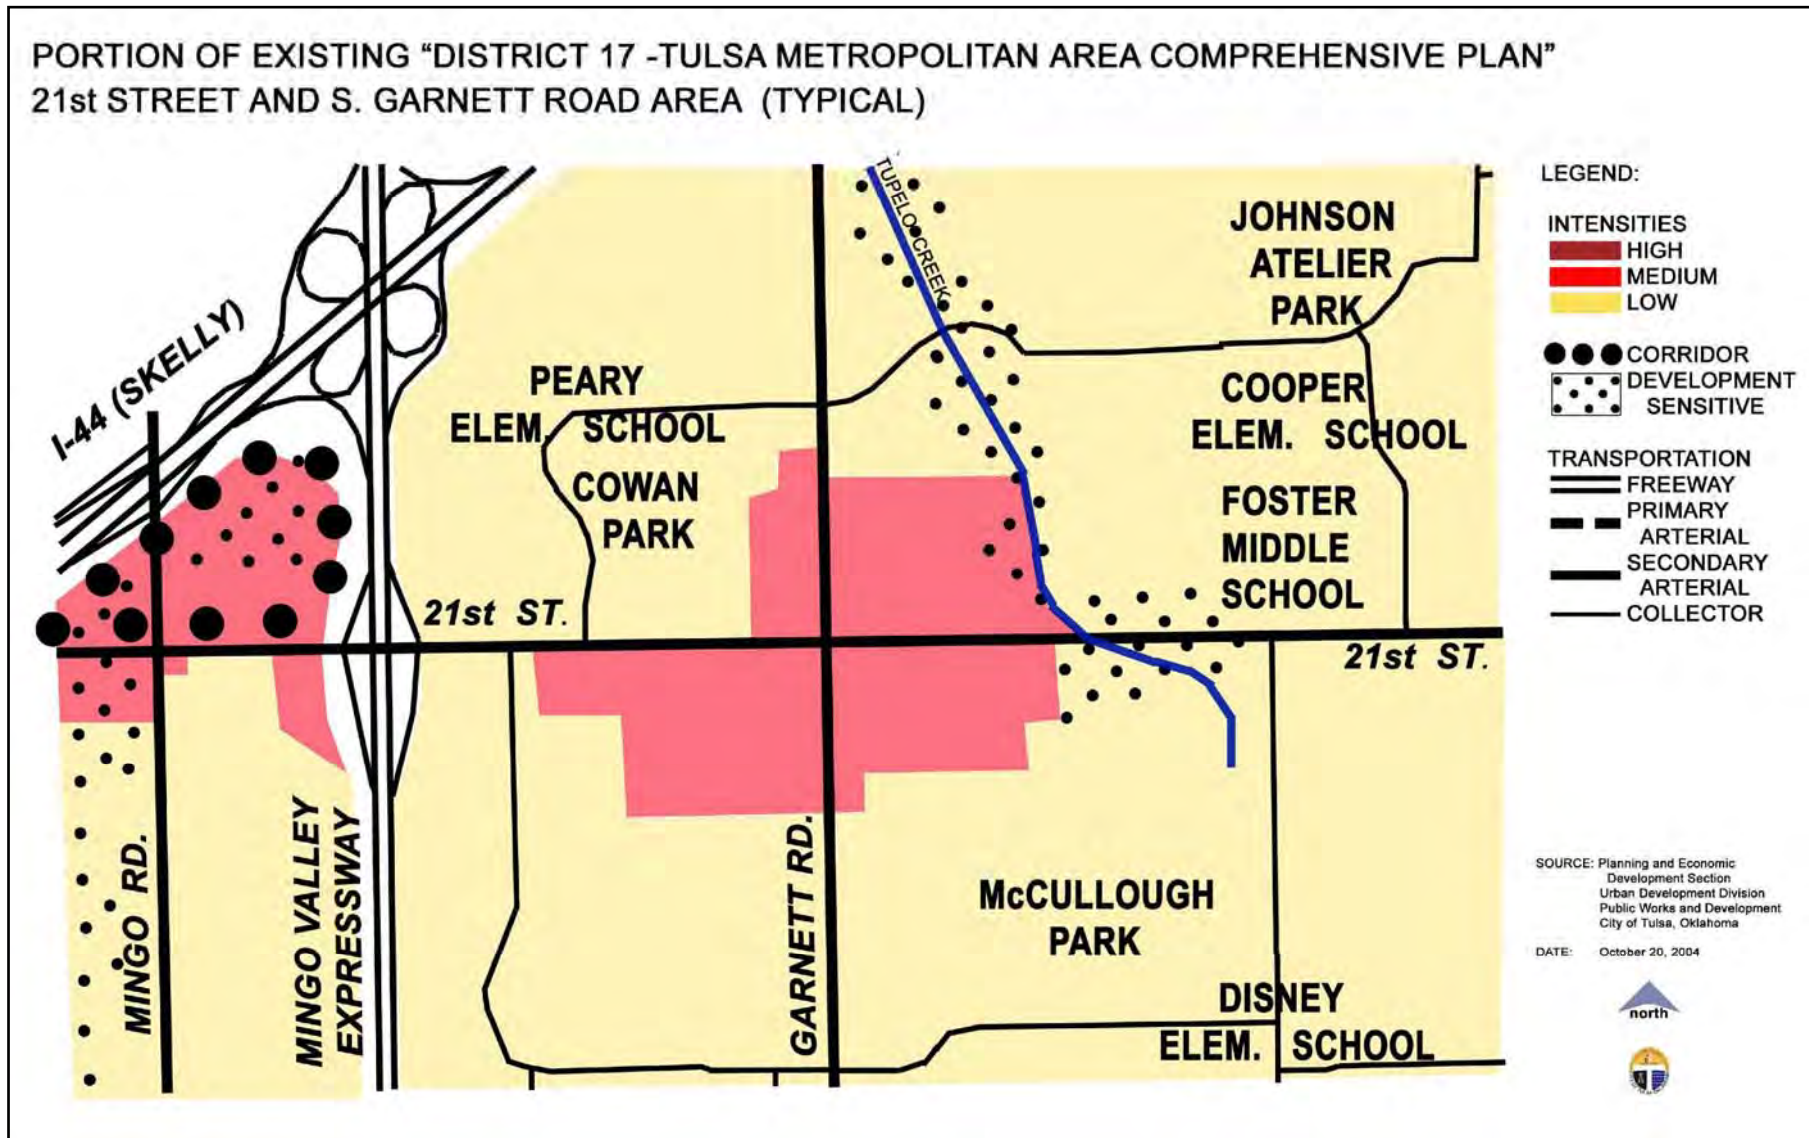 PORTION OF EXISTING “DISTRICT 17 -TULSA METROPOLITAN AREA COMPREHENSIVE PLAN”
21st STREET AND S. GARNETT ROAD AREA (TYPICAL)
TUPELO CREEK
I-44 (SKELLY)
JOHNSON
ATELIER
PARK
PEARY
ELEM. SCHOOL
COWAN
PARK
COOPER
ELEM. SCHOOL
FOSTER
MIDDLE
SCHOOL
21st ST.
21st ST.
MINGO RD.
MINGO VALLEY
EXPRESSWAY
GARNETT RD.
McCULLOUGH
PARK
DISNEY
ELEM. SCHOOL
LEGEND:
INTENSITIES
HIGH
MEDIUM
LOW
CORRIDOR
DEVELOPMENT
SENSITIVE
TRANSPORTATION
FREEWAY
PRIMARY
ARTERIAL
SECONDARY
ARTERIAL
COLLECTOR
SOURCE: Planning and Economic
Development Section
Urban Development Division
Public Works and Development
City of Tulsa, Oklahoma
DATE: October 20, 2004
north